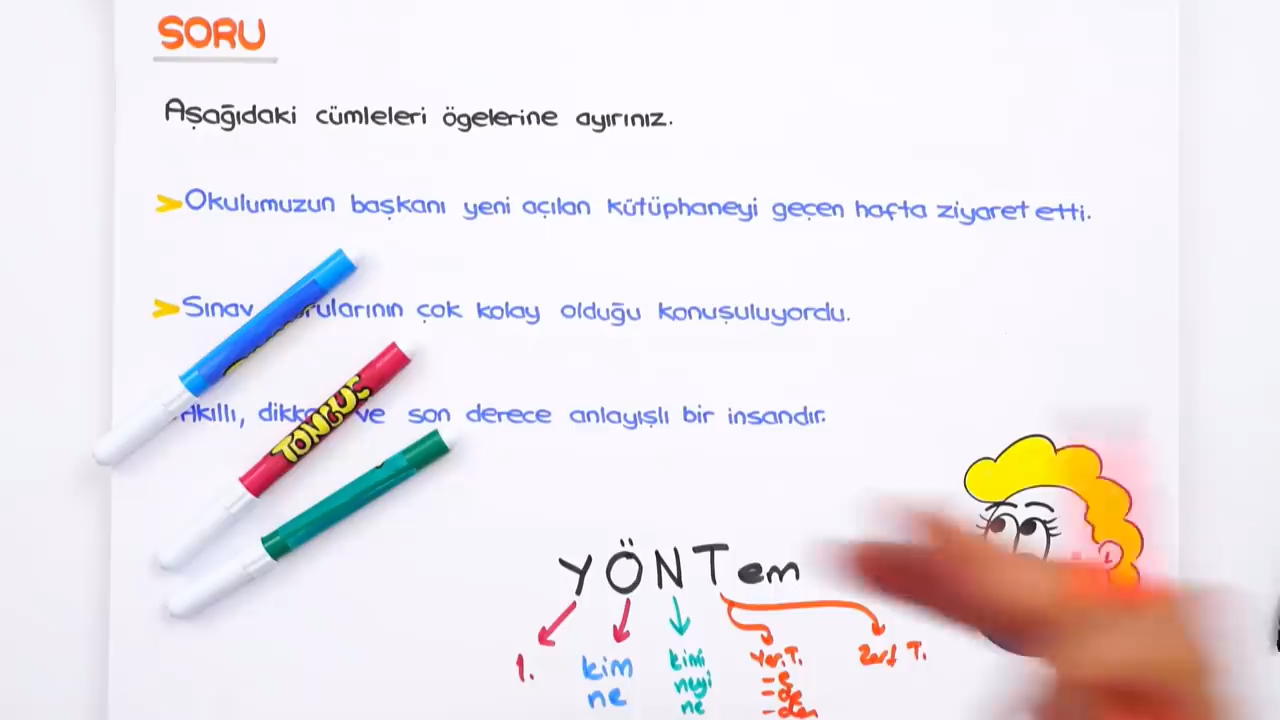 SORU
Aşağıdaki cümleleri ögelerine ayırınız.
➤ Okulumuzun başkanı yeni açılan kütüphaneyi geçen hafta ziyaret etti.
➤ Sınav rularının çok kolay olduğu konuşuluyordu.
Akıllı, dikka ve son derece anlayışlı bir insandır.
TONGUÇ
YÖNTem
1. kim kimi Yer. T. Zarf T.
ne neyi -e
ne -de
-den